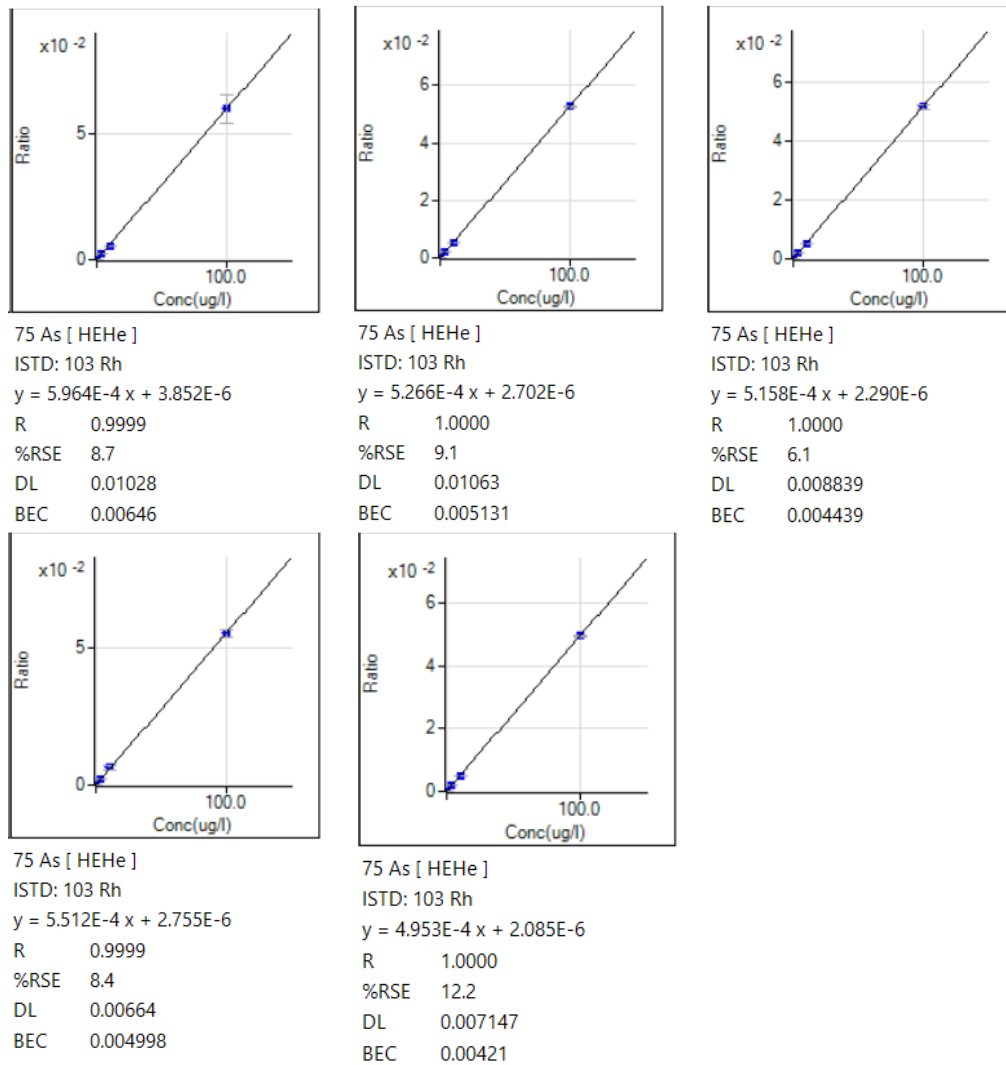 x10 -2
Ratio
5
0
100.0
Conc(ug/l)
75 As [ HEHe ]
ISTD: 103 Rh
y = 5.964E-4 x + 3.852E-6
R 0.9999
%RSE 8.7
DL 0.01028
BEC 0.00646
x10 -2
Ratio
6
4
2
0
100.0
Conc(ug/l)
75 As [ HEHe ]
ISTD: 103 Rh
y = 5.266E-4 x + 2.702E-6
R 1.0000
%RSE 9.1
DL 0.01063
BEC 0.005131
x10 -2
Ratio
6
4
2
0
100.0
Conc(ug/l)
75 As [ HEHe ]
ISTD: 103 Rh
y = 5.158E-4 x + 2.290E-6
R 1.0000
%RSE 6.1
DL 0.008839
BEC 0.004439
x10 -2
Ratio
5
0
100.0
Conc(ug/l)
75 As [ HEHe ]
ISTD: 103 Rh
y = 5.512E-4 x + 2.755E-6
R 0.9999
%RSE 8.4
DL 0.00664
BEC 0.004998
x10 -2
Ratio
6
4
2
0
100.0
Conc(ug/l)
75 As [ HEHe ]
ISTD: 103 Rh
y = 4.953E-4 x + 2.085E-6
R 1.0000
%RSE 12.2
DL 0.007147
BEC 0.00421